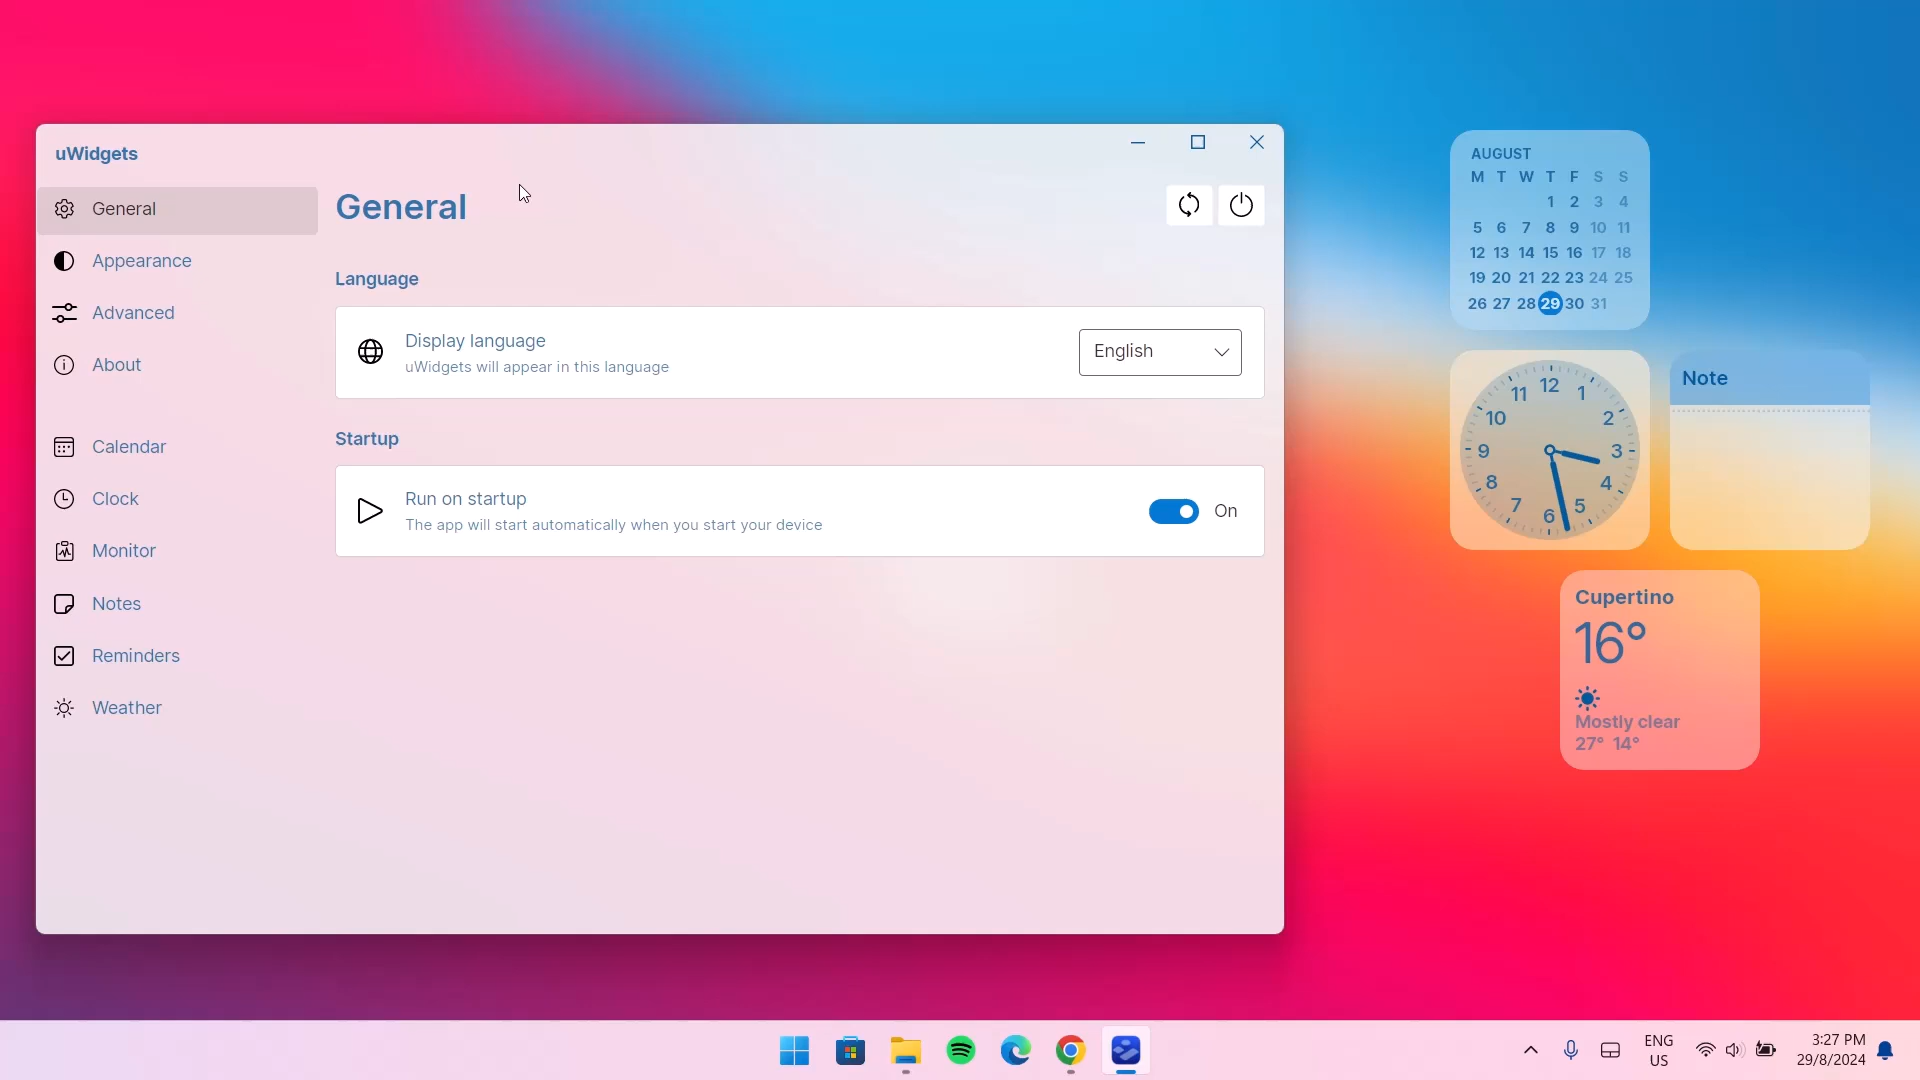 uWidgets
General
Appearance
Advanced
About
Calendar
Clock
Monitor
Notes
Reminders
Weather
General
Language
Display language
uWidgets will appear in this language
English
Startup
Run on startup
The app will start automatically when you start your device
On
AUGUST
M T W T F S S
1 2 3 4
5 6 7 8 9 10 11
12 13 14 15 16 17 18
19 20 21 22 23 24 25
26 27 28 29 30 31
12 1 2 3 4 5 6 7 8 9 10 11
Note
Cupertino
16°
Mostly clear
27° 14°
ENG
US
3:27 PM
29/8/2024